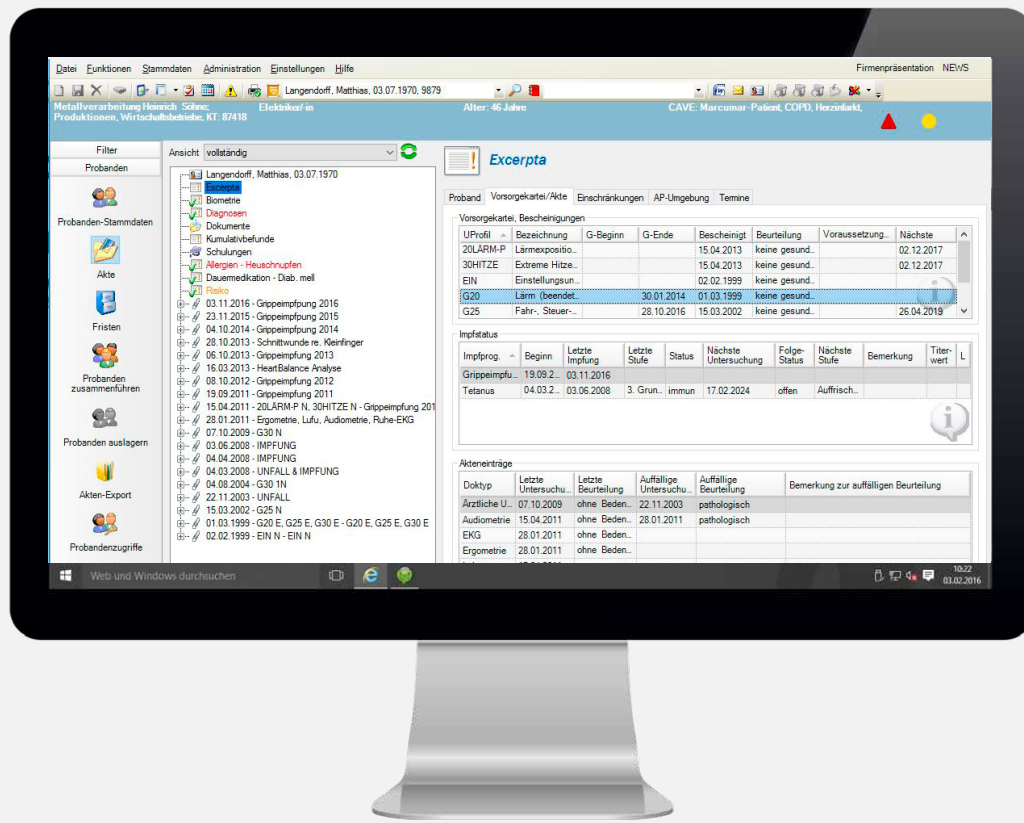 Datei Funktionen Stammdaten Administration Einstellungen Hilfe Firmenpräsentation NEWS
Langendorff, Matthias, 03.07.1970, 9879
Metallverarbeitung Heinrich Söhne; Elektriker/-in Alter: 46 Jahre CAVE: Marcumar-Patient, COPD, Herzinfarkt,
Produktionen, Wirtschaftsbetriebe, KT: 87418
Filter
Probanden
Probanden-Stammdaten
Akte
Fristen
Probanden
zusammenführen
Probanden auslagern
Akten-Export
Probandenzugriffe
Ansicht vollständig
Langendorff, Matthias, 03.07.1970
Excerpta
Biometrie
Diagnosen
Dokumente
Kumulativbefunde
Schulungen
Allergien - Heuschnupfen
Dauermedikation - Diab. mell
Risiko
03.11.2016 - Grippeimpfung 2016
23.11.2015 - Grippeimpfung 2015
04.10.2014 - Grippeimpfung 2014
28.10.2013 - Schnittwunde re. Kleinfinger
06.10.2013 - Grippeimpfung 2013
16.03.2013 - HeartBalance Analyse
08.10.2012 - Grippeimpfung 2012
19.09.2011 - Grippeimpfung 2011
15.04.2011 - 20LÄRM-P N, 30HITZE N - Grippeimpfung 201
28.01.2011 - Ergometrie, Lufu, Audiometrie, Ruhe-EKG
07.10.2009 - G30 N
03.06.2008 - IMPFUNG
04.04.2008 - IMPFUNG
04.03.2008 - UNFALL & IMPFUNG
04.08.2004 - G30 1N
22.11.2003 - UNFALL
15.03.2002 - G25 N
01.03.1999 - G20 E, G25 E, G30 E - G20 E, G25 E, G30 E
02.02.1999 - EIN N - EIN N
Excerpta
Proband Vorsorgekartei/Akte Einschränkungen AP-Umgebung Termine
Vorsorgekartei, Bescheinigungen
UProfil Bezeichnung G-Beginn G-Ende Bescheinigt Beurteilung Voraussetzung... Nächste
20LÄRM-P Lärmexpositio... 15.04.2013 keine gesund... 02.12.2017
30HITZE Extreme Hitze... 15.04.2013 keine gesund... 02.12.2017
EIN Einstellungsun... 02.02.1999 keine gesund...
G20 Lärm (beendet... 30.01.2014 01.03.1999 keine gesund...
G25 Fahr-, Steuer-... 28.10.2016 15.03.2002 keine gesund... 26.04.2019
Impfstatus
Impfprog. Beginn Letzte Impfung Letzte Stufe Status Nächste Untersuchung Folge-Status Nächste Stufe Bemerkung Titer-wert L
Grippeimpfu... 19.09.2... 03.11.2016
Tetanus 04.03.2... 03.06.2008 3. Grun... immun 17.02.2024 offen Auffrisch...
Akteneinträge
Doktyp Letzte Untersuchu... Letzte Beurteilung Auffällige Untersuchu... Auffällige Beurteilung Bemerkung zur auffälligen Beurteilung
Ärztliche U... 07.10.2009 ohne Beden... 22.11.2003 pathologisch
Audiometrie 15.04.2011 ohne Beden... 28.01.2011 pathologisch
EKG 28.01.2011 ohne Beden...
Ergometrie 28.01.2011 ohne Beden...
Web und Windows durchsuchen
10:22
03.02.2016